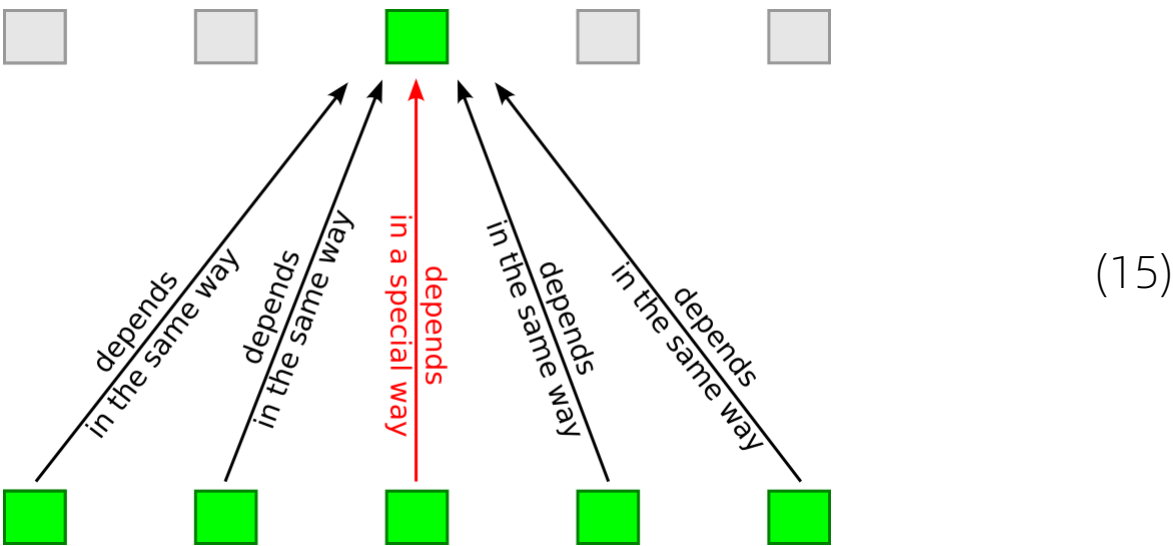 depends
in the same way
depends
in the same way
depends
in a special way
depends
in the same way
depends
in the same way
(15)